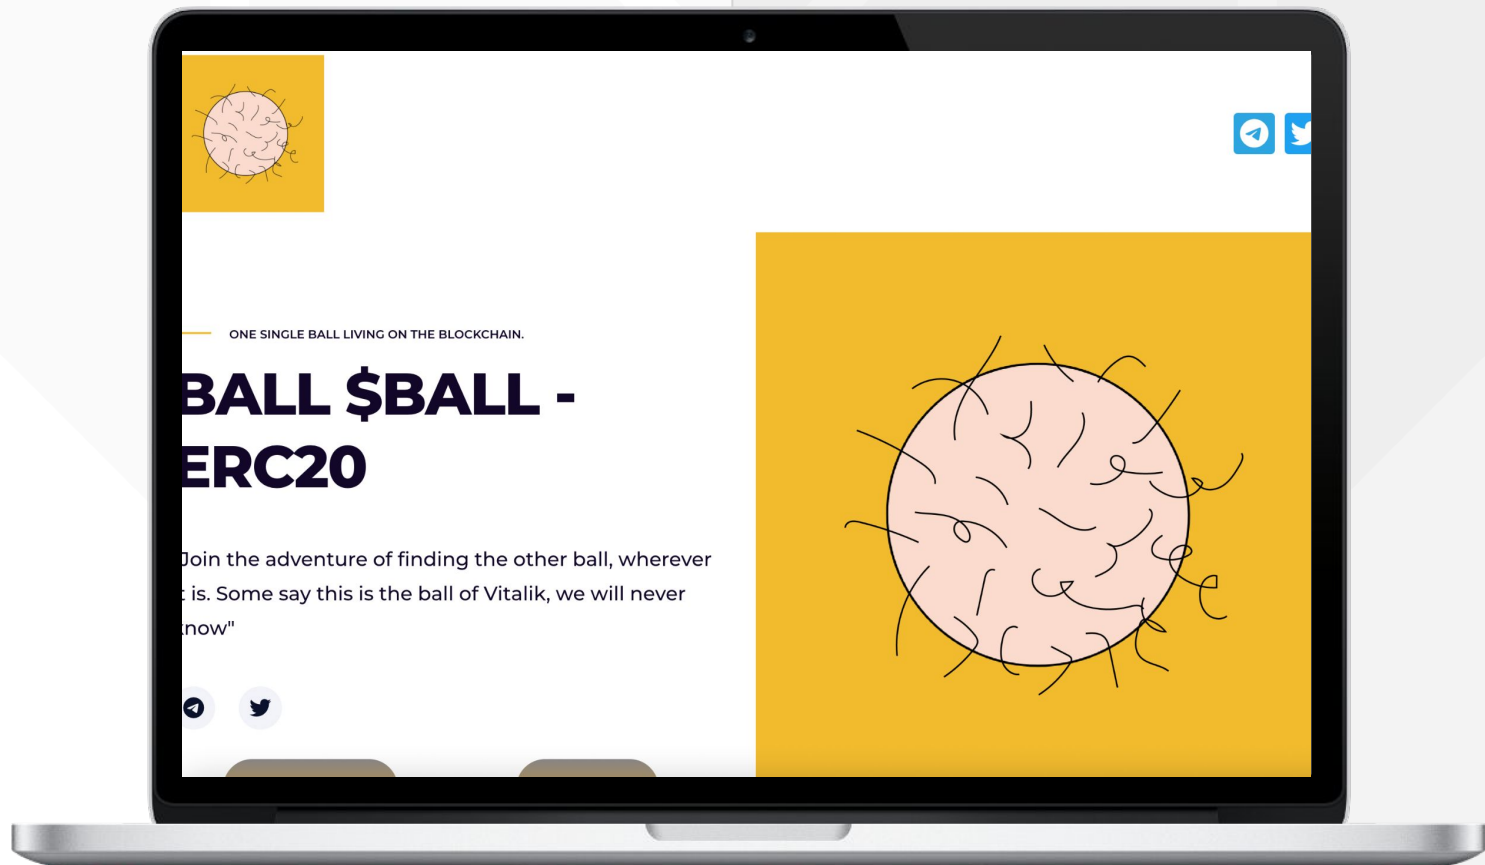 ONE SINGLE BALL LIVING ON THE BLOCKCHAIN.
BALL $BALL -
ERC20
Join the adventure of finding the other ball, wherever
t is. Some say this is the ball of Vitalik, we will never
know"